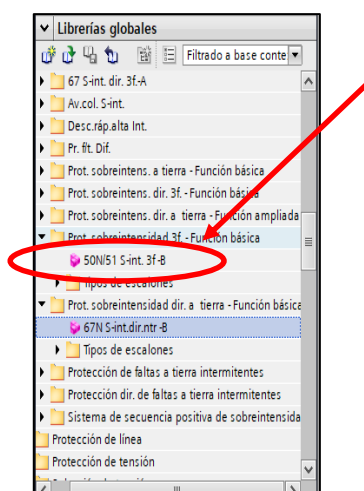 Librerías globales
Filtrado a base conte
67 S-int. dir. 3f.-A
Av.col. S-int.
Desc.ráp.alta Int.
Pr. flt. Dif.
Prot. sobreintens. a tierra - Función básica
Prot. sobreintens. dir. 3f. - Función básica
Prot. sobreintens. dir. a tierra - Función ampliada
Prot. sobreintensidad 3f. - Función básica
50N/51 S-int. 3f-B
Tipos de escalones
Prot. sobreintensidad dir. a tierra - Función básica
67N S-int.dir.ntr -B
Tipos de escalones
Protección de faltas a tierra intermitentes
Protección dir. de faltas a tierra intermitentes
Sistema de secuencia positiva de sobreintensida
Protección de línea
Protección de tensión